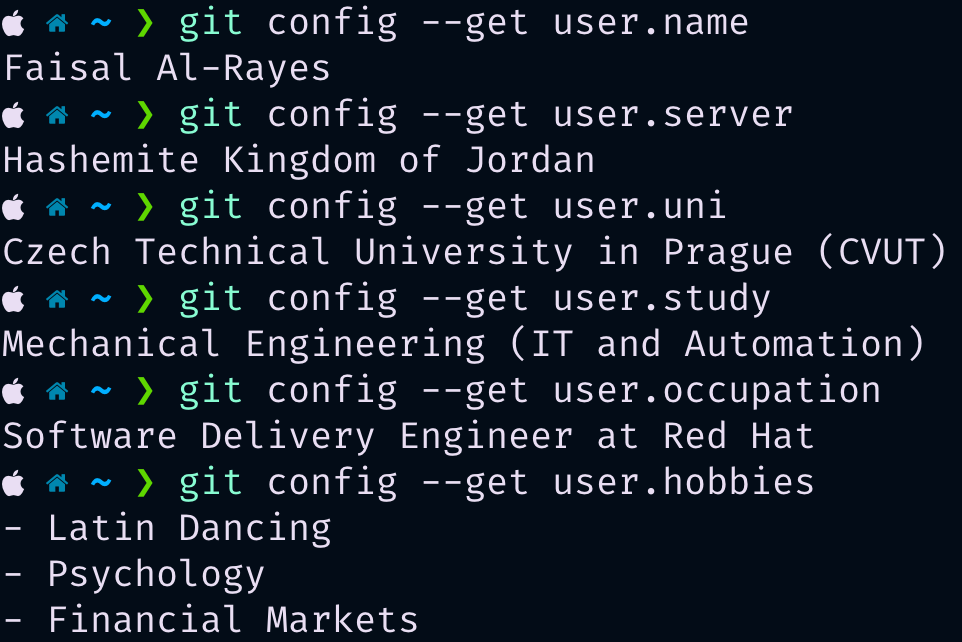 ~ ❯ git config --get user.name
Faisal Al-Rayes
~ ❯ git config --get user.server
Hashemite Kingdom of Jordan
~ ❯ git config --get user.uni
Czech Technical University in Prague (CVUT)
~ ❯ git config --get user.study
Mechanical Engineering (IT and Automation)
~ ❯ git config --get user.occupation
Software Delivery Engineer at Red Hat
~ ❯ git config --get user.hobbies
- Latin Dancing
- Psychology
- Financial Markets